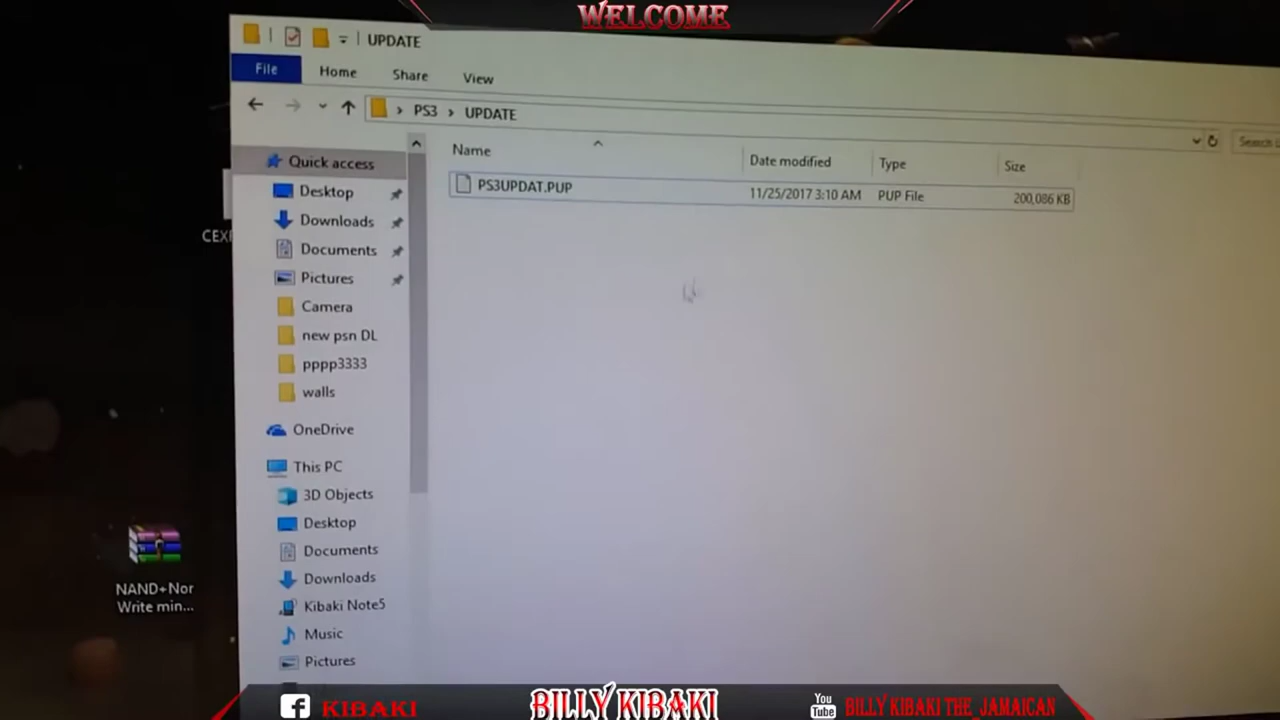 WELCOME
UPDATE
File Home Share View
PS3 > UPDATE
Search
Name Date modified Type Size
PS3UPDAT.PUP 11/25/2017 3:10 AM PUP File 200,086 KB
Quick access
Desktop
Downloads
Documents
Pictures
Camera
new psn DL
pppp3333
walls
OneDrive
This PC
3D Objects
Desktop
Documents
Downloads
Kibaki Note5
Music
Pictures
NAND+Nor
Write min...
f KIBAKI
BILLY KIBAKI
You
Tube
BILLY KIBAKI THE_JAMAICAN